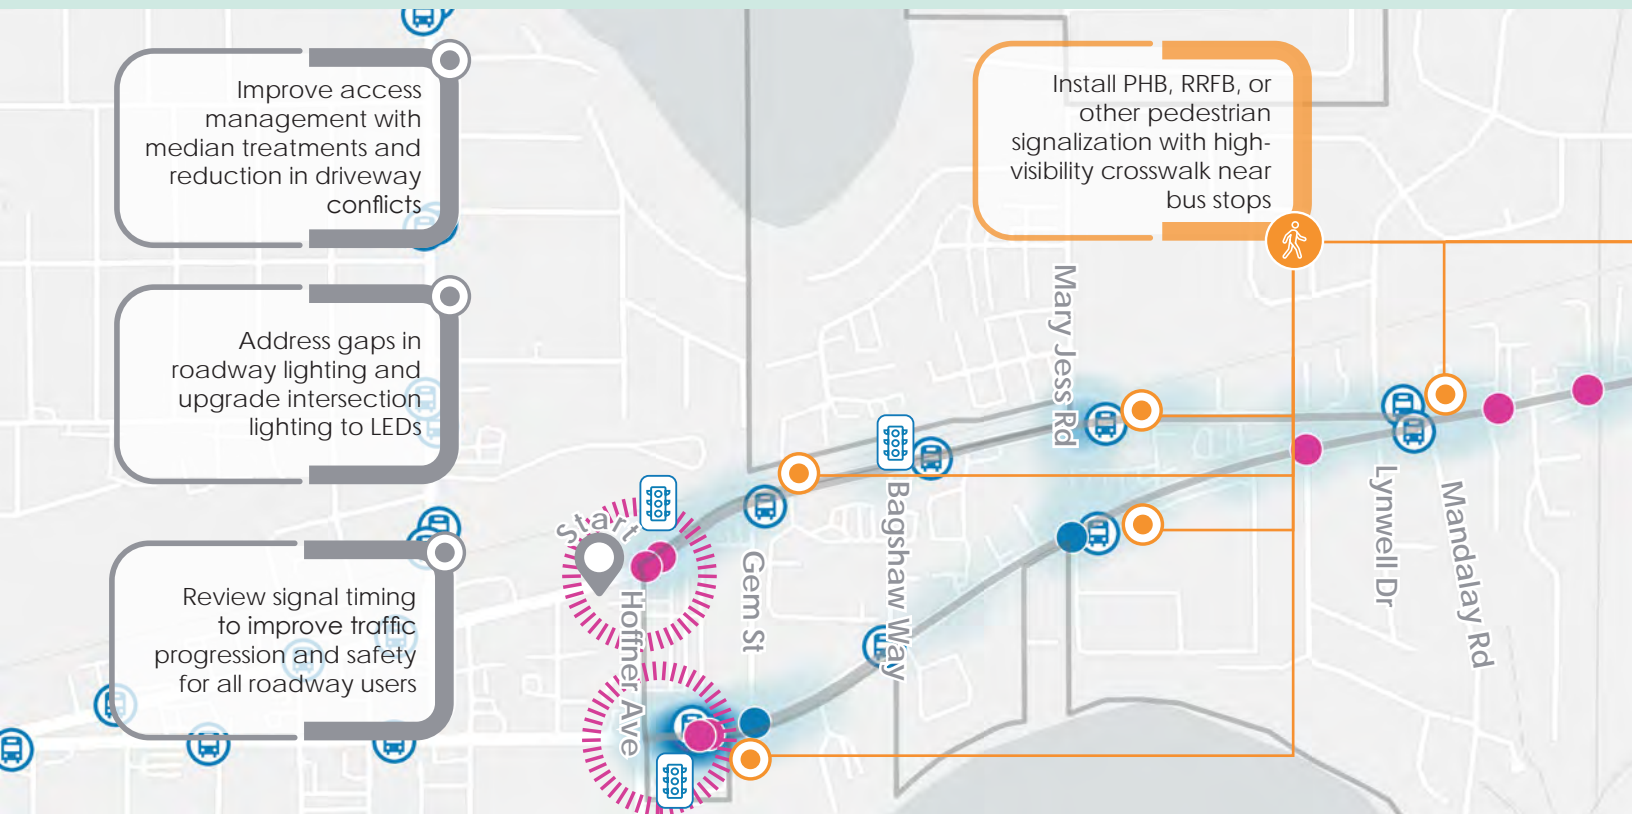 Improve access
management with
median treatments and
reduction in driveway
conflicts
Install PHB, RRFB, or
other pedestrian
signalization with high-
visibility crosswalk near
bus stops
Address gaps in
roadway lighting and
upgrade intersection
lighting to LEDs
Review signal timing
to improve traffic
progression and safety
for all roadway users
Start
Hoffner Ave
Gem St
Bagshaw Way
Mary Jess Rd
Lynwell Dr
Mandalay Rd